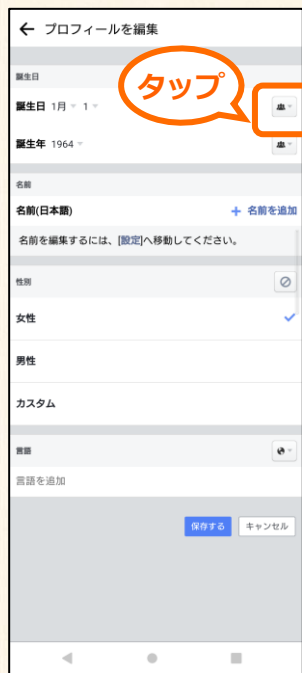 プロフィールを編集
誕生日
タップ
誕生日 1月 1
誕生年 1964
名前
名前(日本語) + 名前を追加
名前を編集するには、[設定]へ移動してください。
性別
女性
男性
カスタム
言語
言語を追加
保存する キャンセル